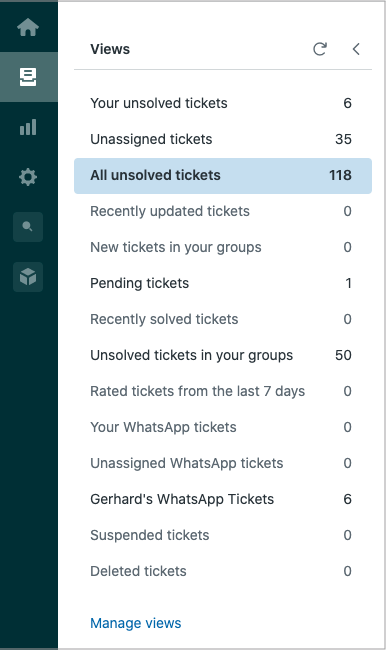 Views
Your unsolved tickets 6
Unassigned tickets 35
All unsolved tickets 118
Recently updated tickets 0
New tickets in your groups 0
Pending tickets 1
Recently solved tickets 0
Unsolved tickets in your groups 50
Rated tickets from the last 7 days 0
Your WhatsApp tickets 0
Unassigned WhatsApp tickets 0
Gerhard's WhatsApp Tickets 6
Suspended tickets 0
Deleted tickets 0
Manage views